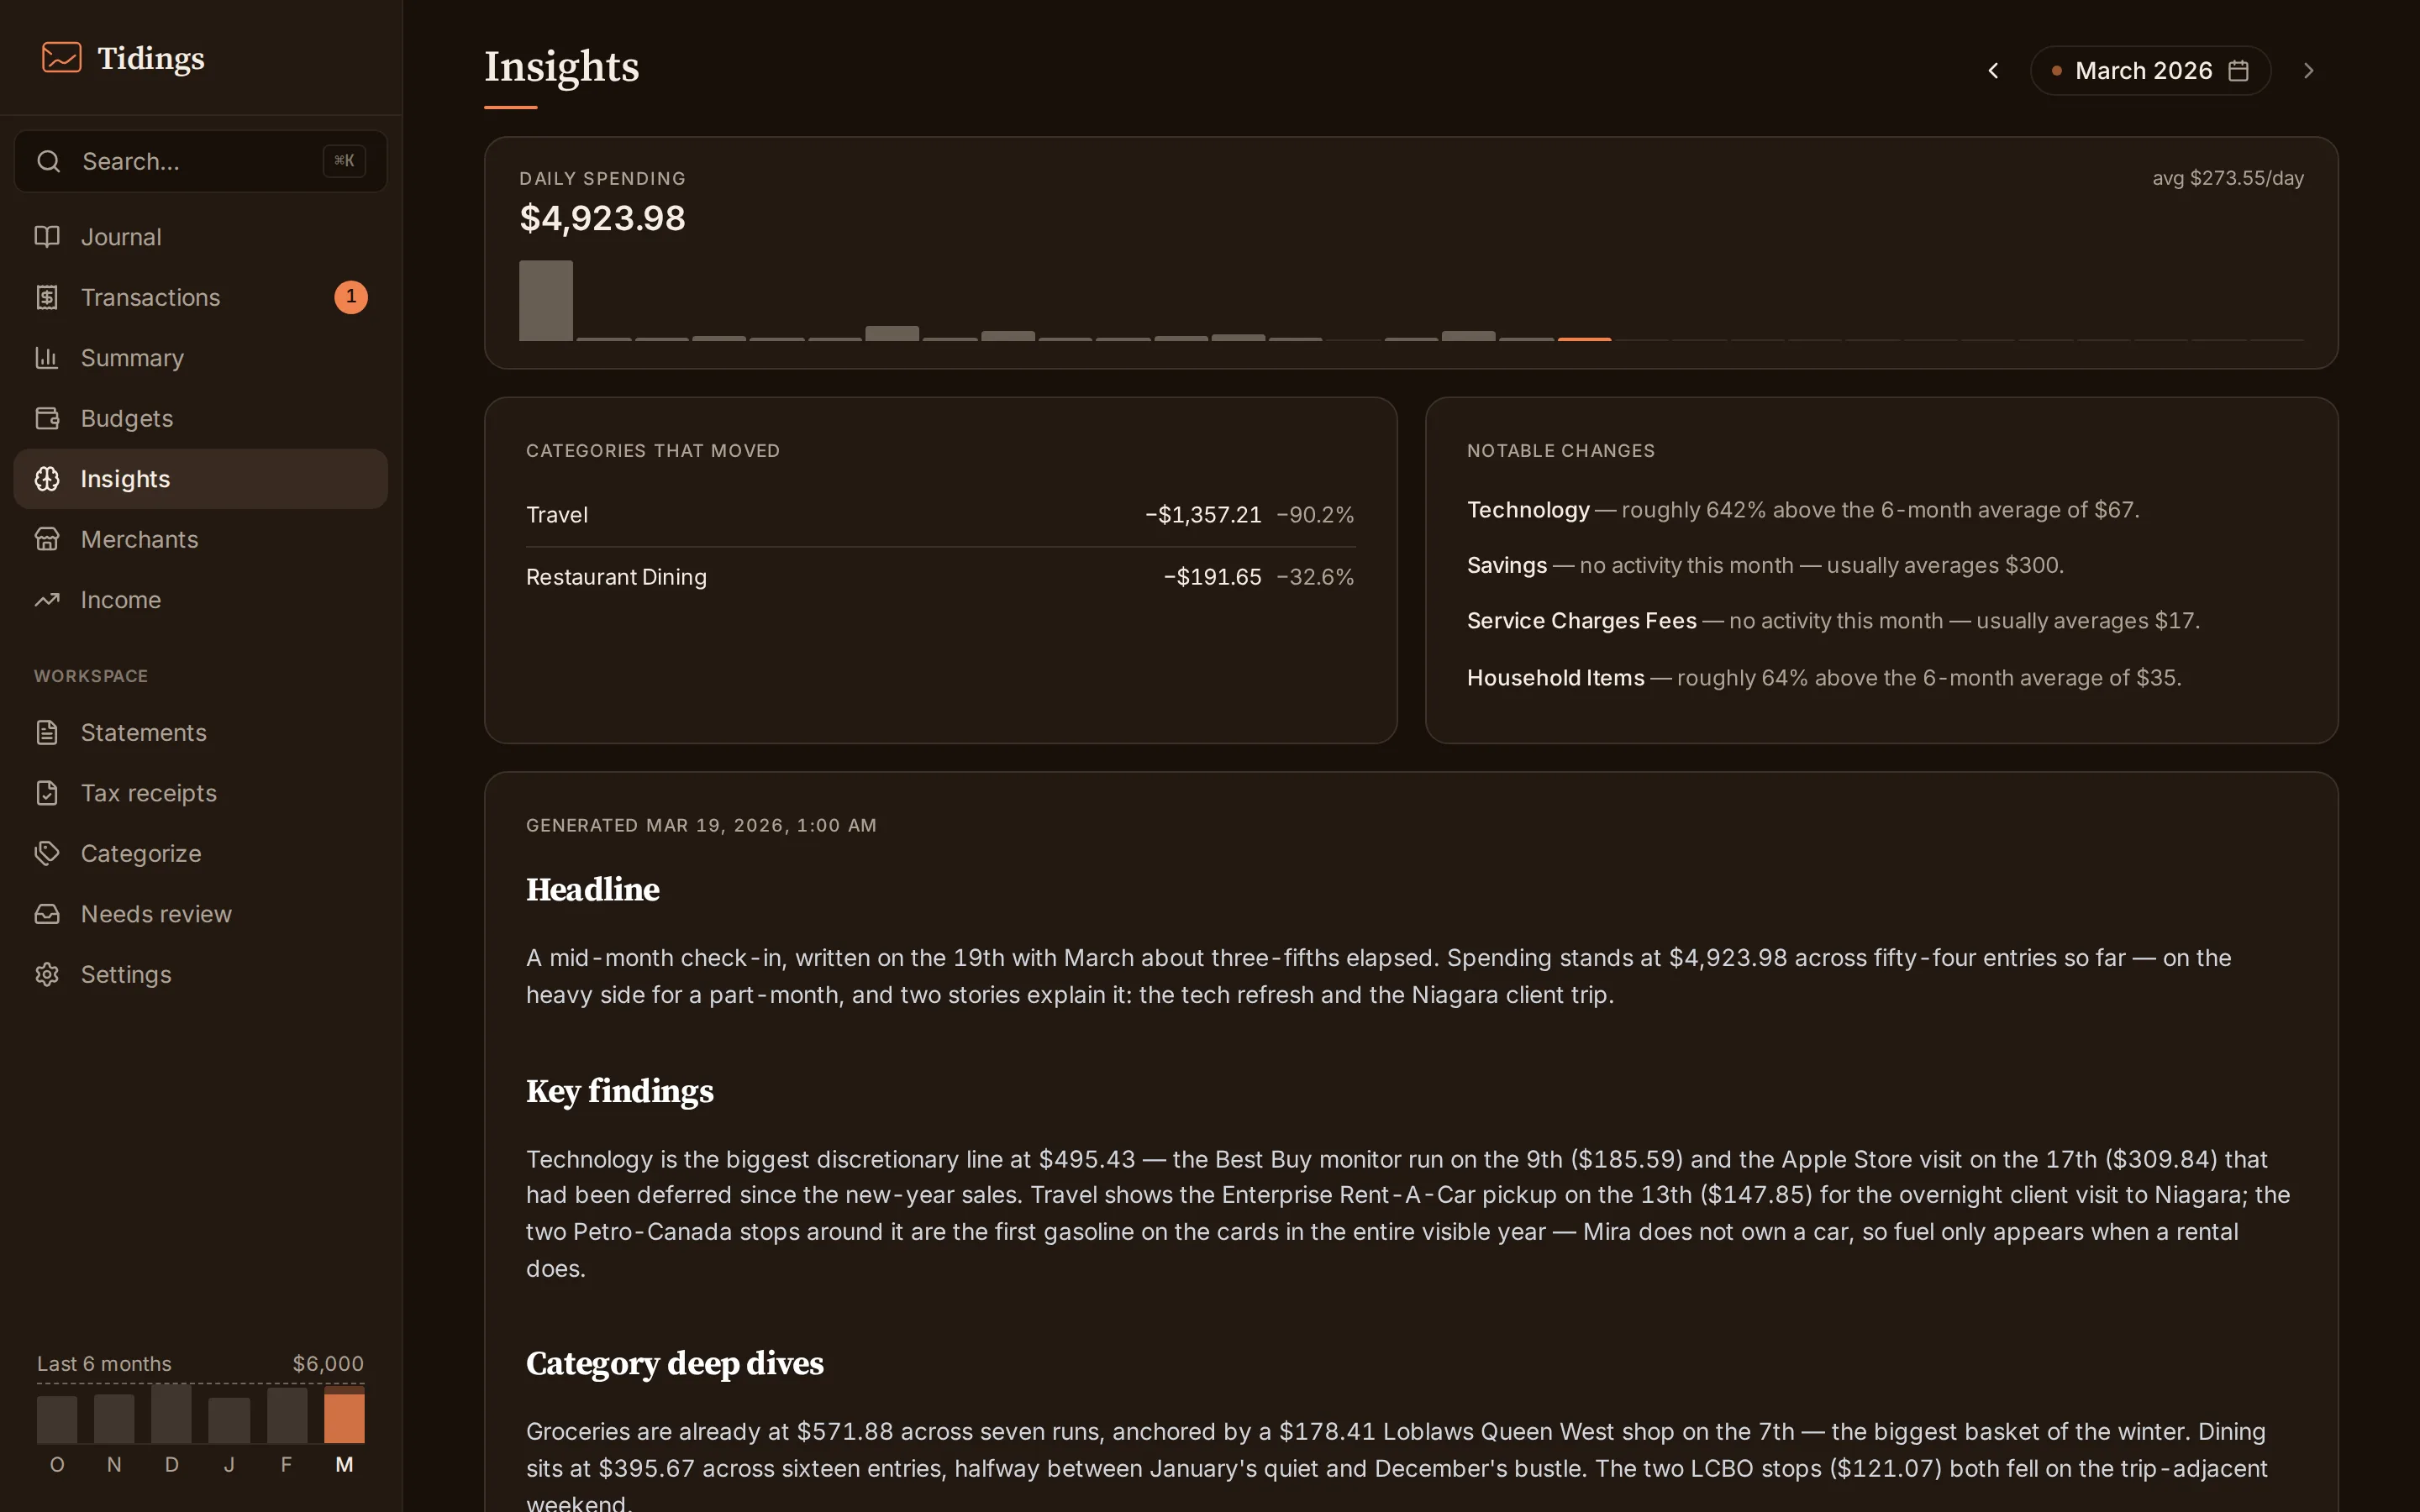 Tidings
Search...
⌘K
Journal
Transactions
1
Summary
Budgets
Insights
Merchants
Income
WORKSPACE
Statements
Tax receipts
Categorize
Needs review
Settings
Last 6 months
$6,000
O N D J F M
Insights
March 2026
DAILY SPENDING
avg $273.55/day
$4,923.98
CATEGORIES THAT MOVED
Travel −$1,357.21 −90.2%
Restaurant Dining −$191.65 −32.6%
NOTABLE CHANGES
Technology — roughly 642% above the 6-month average of $67.
Savings — no activity this month — usually averages $300.
Service Charges Fees — no activity this month — usually averages $17.
Household Items — roughly 64% above the 6-month average of $35.
GENERATED MAR 19, 2026, 1:00 AM
Headline
A mid-month check-in, written on the 19th with March about three-fifths elapsed. Spending stands at $4,923.98 across fifty-four entries so far — on the
heavy side for a part-month, and two stories explain it: the tech refresh and the Niagara client trip.
Key findings
Technology is the biggest discretionary line at $495.43 — the Best Buy monitor run on the 9th ($185.59) and the Apple Store visit on the 17th ($309.84) that
had been deferred since the new-year sales. Travel shows the Enterprise Rent-A-Car pickup on the 13th ($147.85) for the overnight client visit to Niagara; the
two Petro-Canada stops around it are the first gasoline on the cards in the entire visible year — Mira does not own a car, so fuel only appears when a rental
does.
Category deep dives
Groceries are already at $571.88 across seven runs, anchored by a $178.41 Loblaws Queen West shop on the 7th — the biggest basket of the winter. Dining
sits at $395.67 across sixteen entries, halfway between January's quiet and December's bustle. The two LCBO stops ($121.07) both fell on the trip-adjacent
weekend.